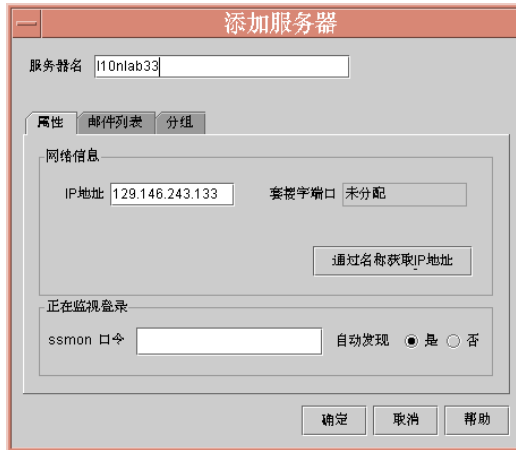 添加服务器
服务器名 l10nlab33
属性 邮件列表 分组
网络信息
IP地址 129.146.243.133 套接字端口 未分配
通过名称获取IP地址
正在监视登录
ssmon 口令 自动发现 是 否
确定 取消 帮助